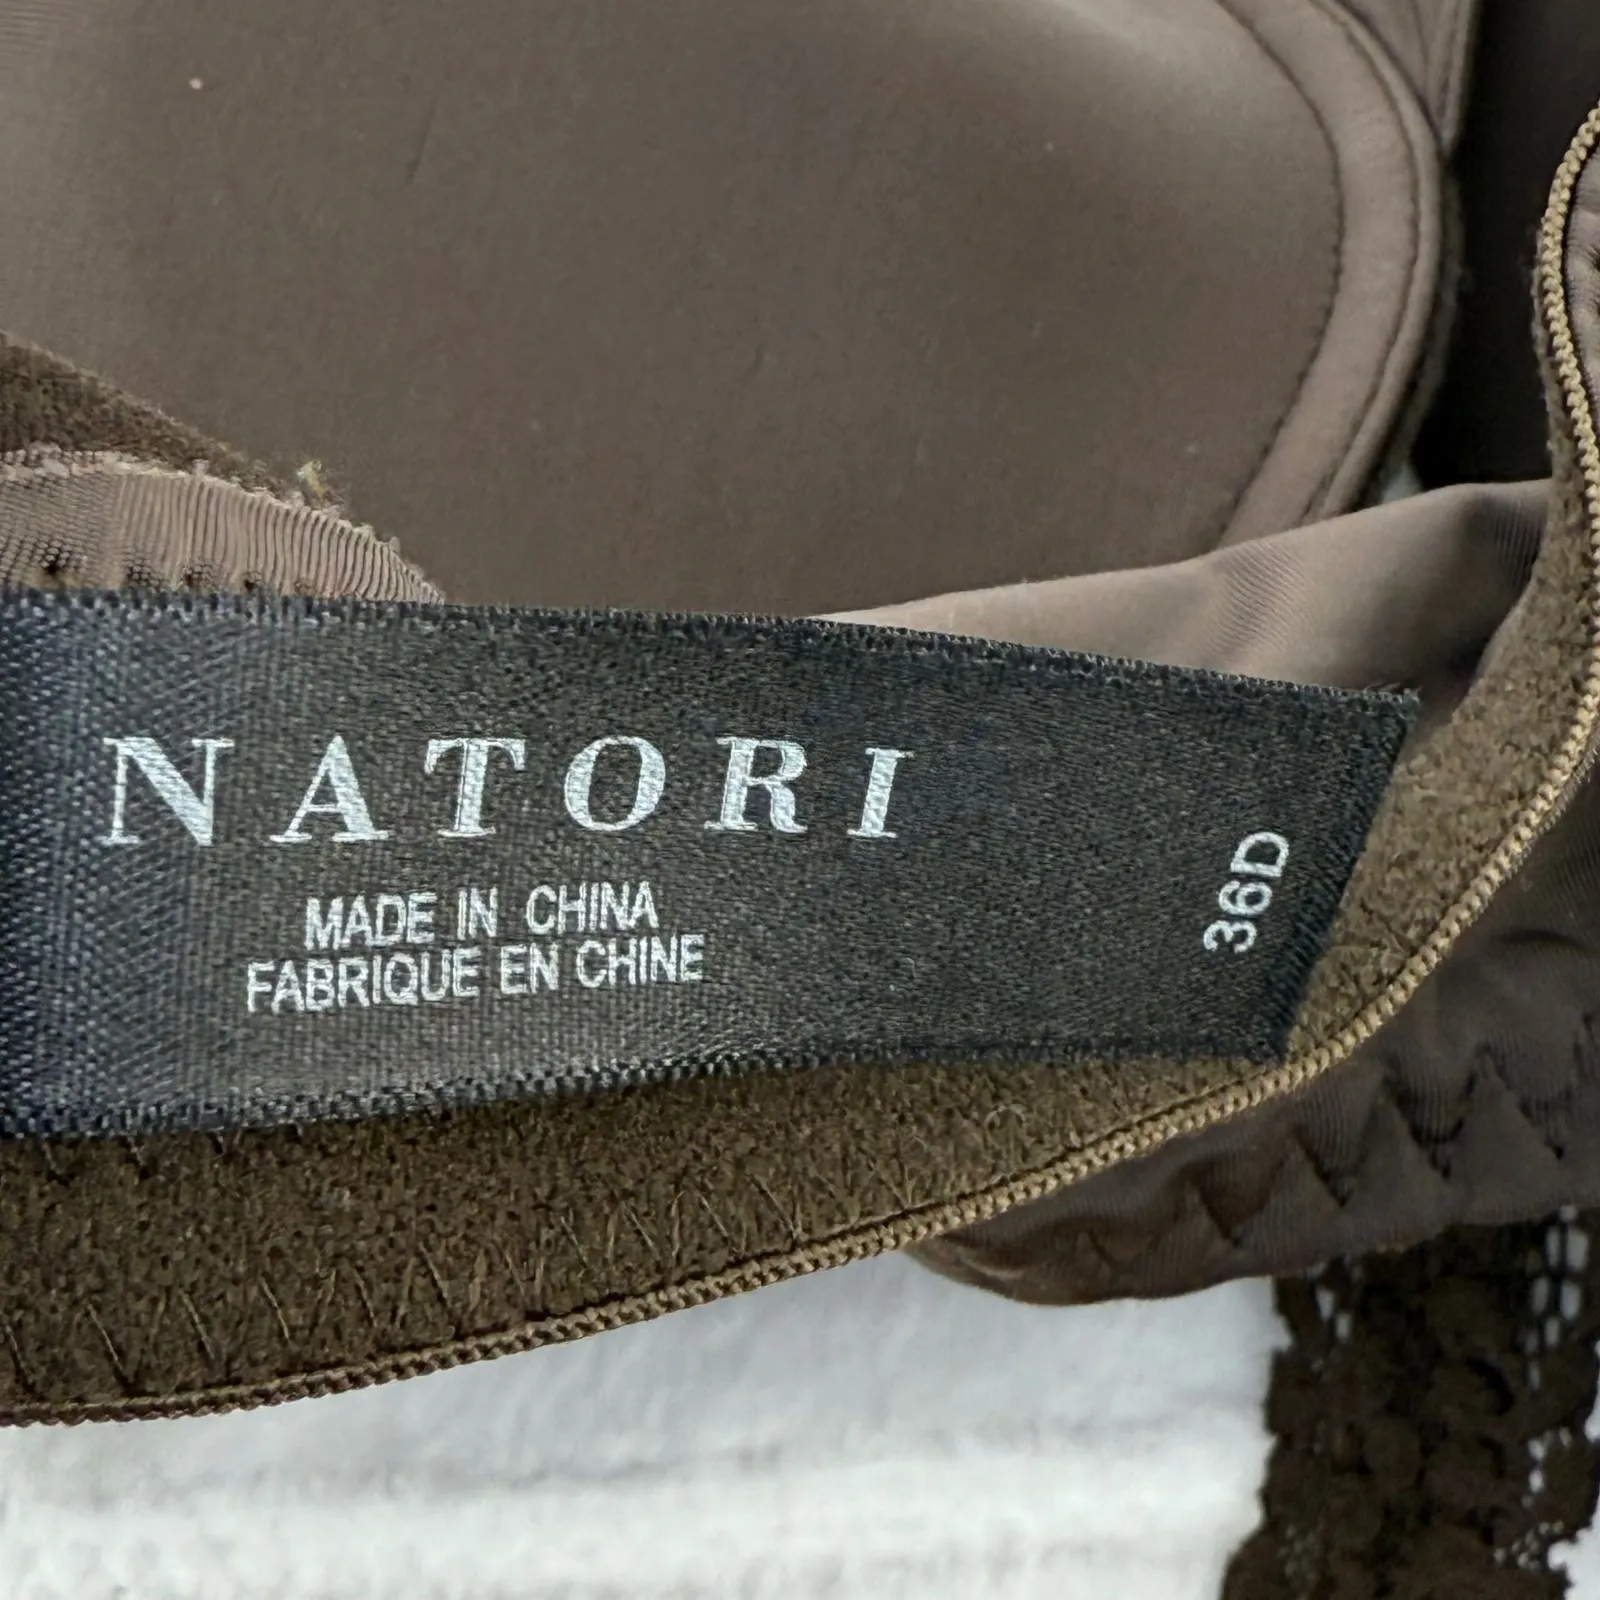 NATORI
MADE IN CHINA
FABRIQUE EN CHINE
36D